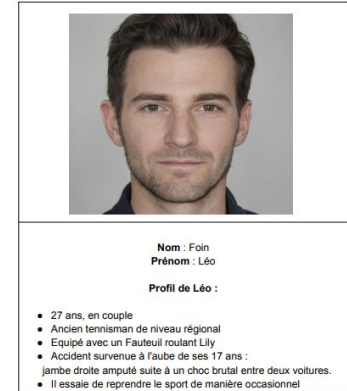 Nom : Foin
Prénom : Léo
Profil de Léo :
● 27 ans, en couple
● Ancien tennisman de niveau régional
● Equipé avec un Fauteuil roulant Lily
● Accident survenue à l'aube de ses 17 ans :
jambe droite amputé suite à un choc brutal entre deux voitures.
● Il essaie de reprendre le sport de manière occasionnel